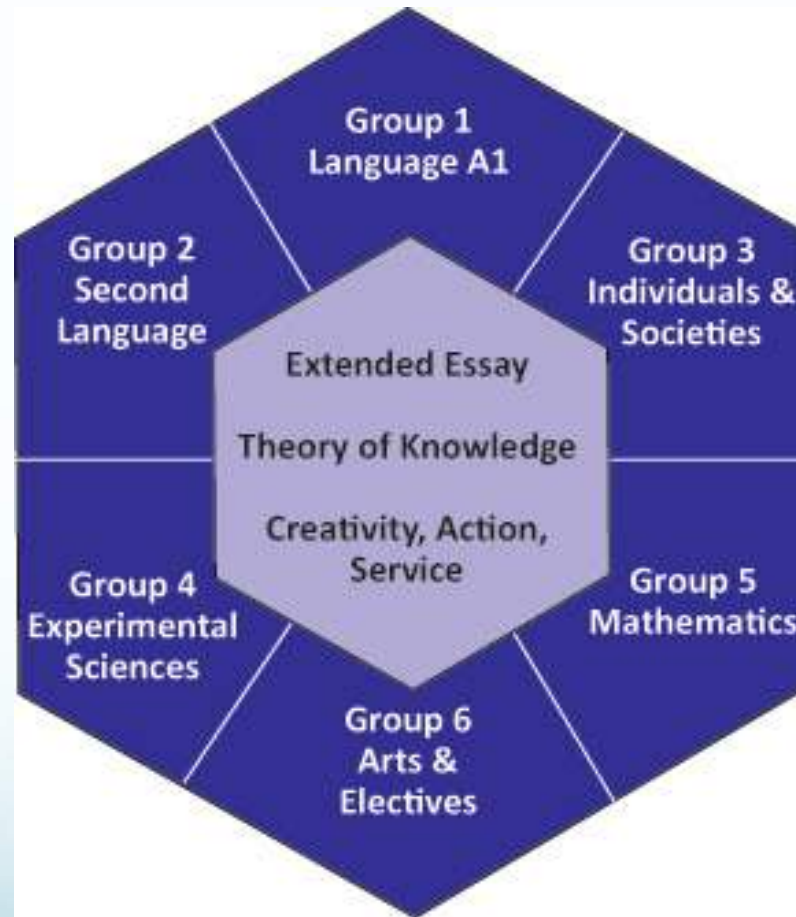 Group 1
Language A1
Group 2
Second
Language
Group 3
Individuals &
Societies
Extended Essay
Theory of Knowledge
Creativity, Action,
Service
Group 4
Experimental
Sciences
Group 5
Mathematics
Group 6
Arts &
Electives